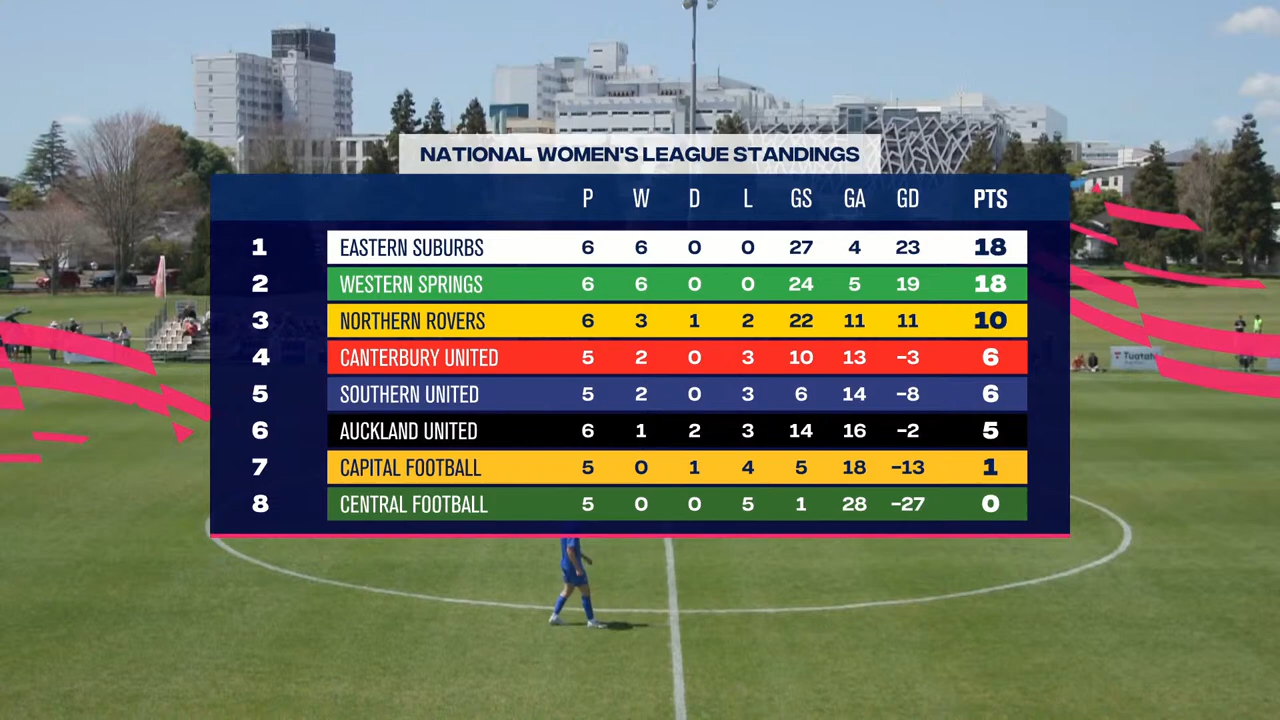 NATIONAL WOMEN'S LEAGUE STANDINGS
P W D L GS GA GD PTS
1 EASTERN SUBURBS 6 6 0 0 27 4 23 18
2 WESTERN SPRINGS 6 6 0 0 24 5 19 18
3 NORTHERN ROVERS 6 3 1 2 22 11 11 10
4 CANTERBURY UNITED 5 2 0 3 10 13 -3 6
5 SOUTHERN UNITED 5 2 0 3 6 14 -8 6
6 AUCKLAND UNITED 6 1 2 3 14 16 -2 5
7 CAPITAL FOOTBALL 5 0 1 4 5 18 -13 1
8 CENTRAL FOOTBALL 5 0 0 5 1 28 -27 0